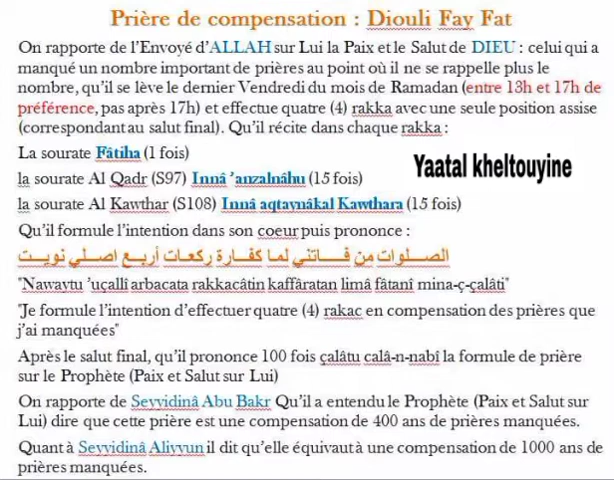 Prière de compensation : Diouli Fay Fat
On rapporte de l'Envoyé d'ALLAH sur Lui la Paix et le Salut de DIEU : celui qui a
manqué un nombre important de prières au point où il ne se rappelle plus le
nombre, qu'il se lève le dernier Vendredi du mois de Ramadan (entre 13h et 17h de
préférence, pas après 17h) et effectue quatre (4) rakka avec une seule position assise
(correspondant au salut final). Qu'il récite dans chaque rakka :
La sourate Fâtiha (1 fois)
la sourate Al Qadr (S97) Innâ 'anzalnâhu (15 fois)
Yaatal kheltouyine
la sourate Al Kawthar (S108) Innâ aqtaynâkal Kawthara (15 fois)
Qu'il formule l'intention dans son coeur puis prononce :
الصـلـوات مـن فـــاتـنـي لـمـا كـفـــارة ركـعـــات أربـــع اصـــلـي نـويـــت
"Nawaytu 'uçallî arbacata rakkacâtin kaffâratan limâ fâtanî mina-ç-çalâti"
"Je formule l'intention d'effectuer quatre (4) rakac en compensation des prières que
j'ai manquées"
Après le salut final, qu'il prononce 100 fois çalâtu calâ-n-nabî la formule de prière
sur le Prophète (Paix et Salut sur Lui)
On rapporte de Seyyidinâ Abu Bakr Qu'il a entendu le Prophète (Paix et Salut sur
Lui) dire que cette prière est une compensation de 400 ans de prières manquées.
Quant à Seyyidinâ Aliyyun il dit qu'elle équivaut à une compensation de 1000 ans de
prières manquées.